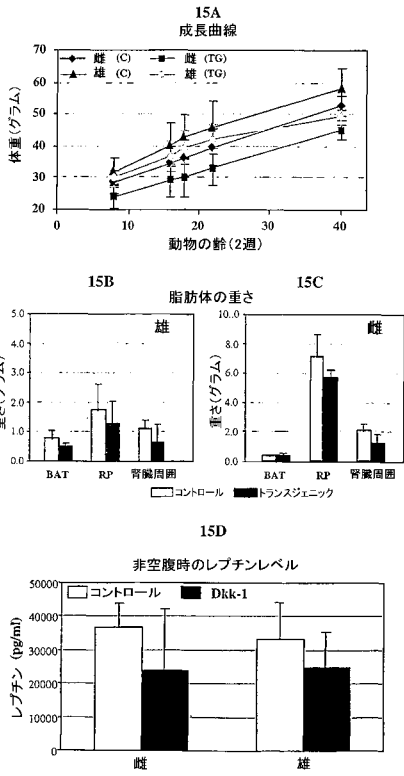 15A
成長曲線
雌 (C) 雌 (TG)
雄 (C) 雄 (TG)
体重(グラム)
70
60
50
40
30
20
0 10 20 30 40
動物の齢(2週)
15B 15C
脂肪体の重さ
雄
雌
重さ(グラム)
5.0
4.0
3.0
2.0
1.0
0.0
BAT RP 腎臓周囲
重さ(グラム)
10.0
8.0
6.0
4.0
2.0
0.0
BAT RP 腎臓周囲
コントロール トランスジェニック
15D
非空腹時のレプチンレベル
コントロール Dkk-1
レプチン (pg/ml)
50000
40000
30000
20000
10000
0
雌 雄